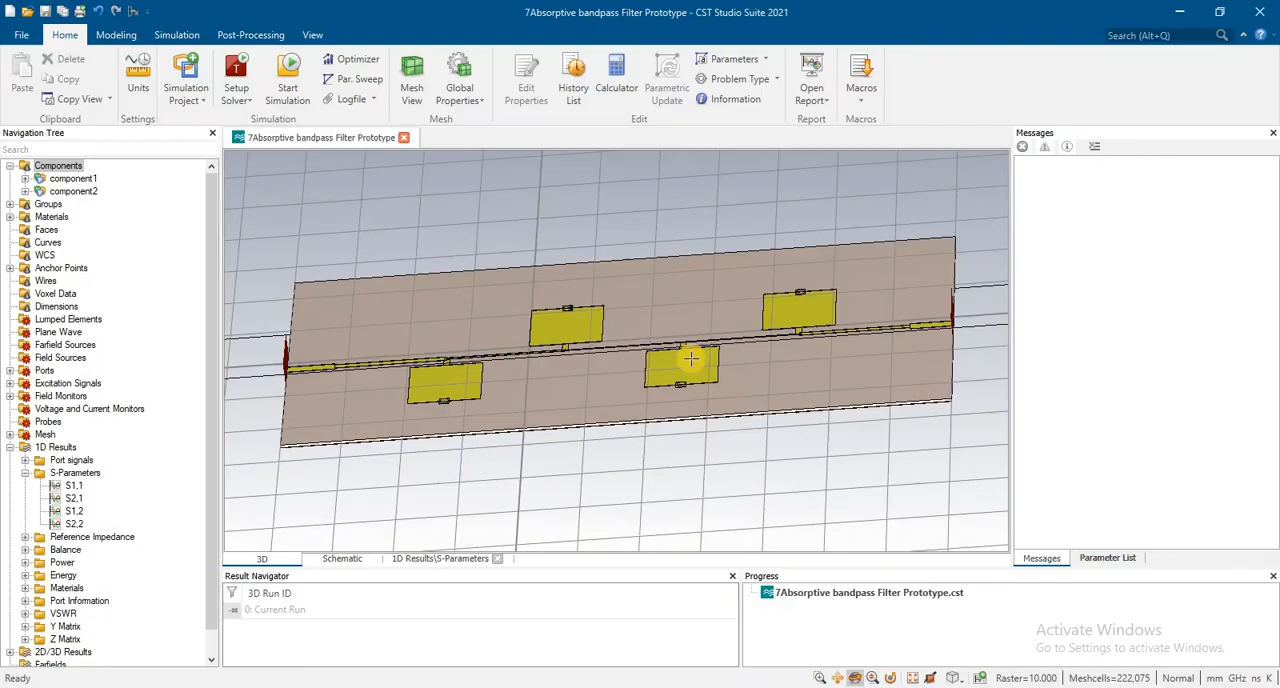 7Absorptive bandpass Filter Prototype - CST Studio Suite 2021
File Home Modeling Simulation Post-Processing View Search (Alt+Q)
Paste Delete Copy Copy View Clipboard
Units Settings
Simulation Project Setup Solver Start Simulation Optimizer Par. Sweep Logfile Simulation
Mesh View Global Properties Mesh
Edit Properties History List Calculator Parametric Update Parameters Problem Type Information Edit
Open Report Report
Macros Macros
Navigation Tree
Search
Components
component1
component2
Groups
Materials
Faces
Curves
WCS
Anchor Points
Wires
Voxel Data
Dimensions
Lumped Elements
Plane Wave
Farfield Sources
Field Sources
Ports
Excitation Signals
Field Monitors
Voltage and Current Monitors
Probes
Mesh
1D Results
Port signals
S-Parameters
S1,1
S2,1
S1,2
S2,2
Reference Impedance
Balance
Power
Energy
Materials
Port Information
VSWR
Y Matrix
Z Matrix
2D/3D Results
Farfields
7Absorptive bandpass Filter Prototype
3D Schematic 1D Results\S-Parameters
Result Navigator
3D Run ID
0: Current Run
Messages
Messages Parameter List
Progress
7Absorptive bandpass Filter Prototype.cst
Activate Windows
Go to Settings to activate Windows.
Ready Raster=10.000 Meshcells=222,075 Normal mm GHz ns K